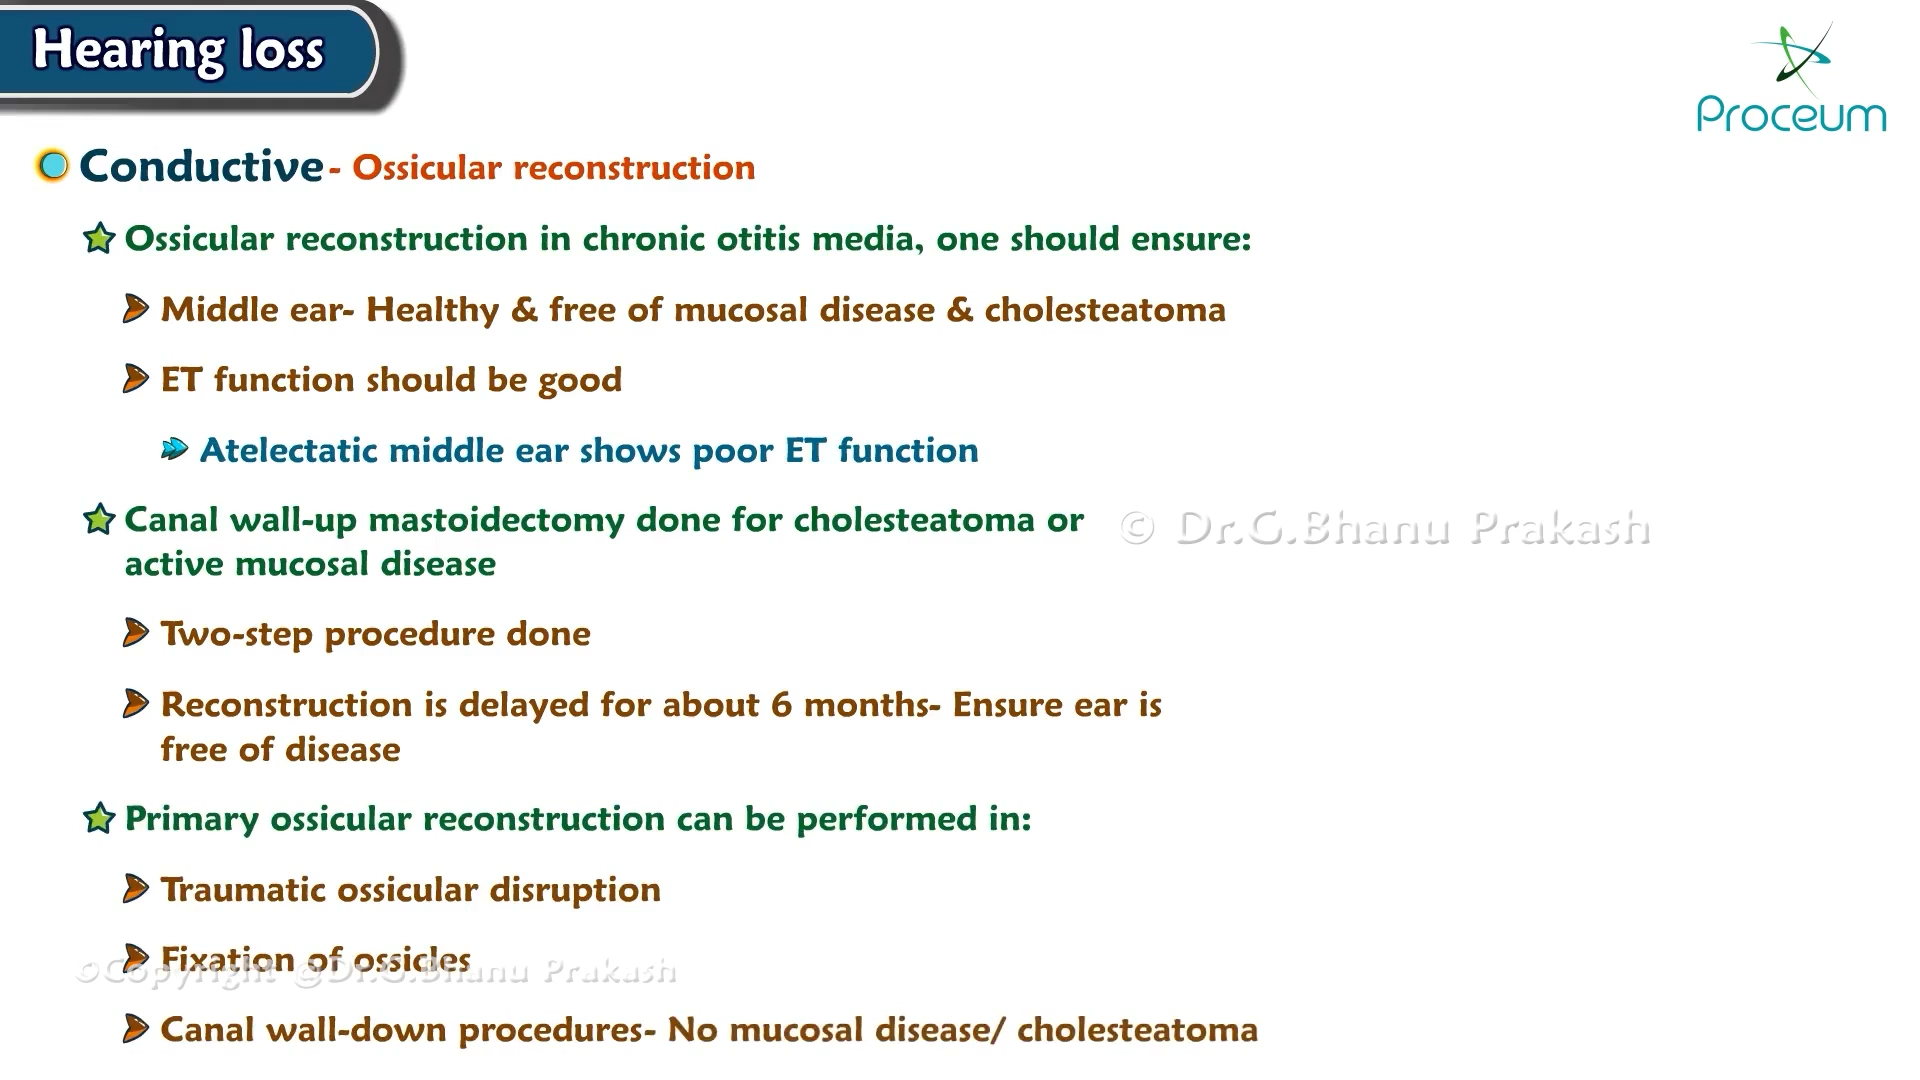 Hearing loss
Proceum
Conductive - Ossicular reconstruction
Ossicular reconstruction in chronic otitis media, one should ensure:
Middle ear- Healthy & free of mucosal disease & cholesteatoma
ET function should be good
Atelectatic middle ear shows poor ET function
Canal wall-up mastoidectomy done for cholesteatoma or
active mucosal disease
© Dr.G.Bhanu Prakash
Two-step procedure done
Reconstruction is delayed for about 6 months- Ensure ear is
free of disease
Primary ossicular reconstruction can be performed in:
Traumatic ossicular disruption
Fixation of ossicles
©Copyright @Dr.G.Bhanu Prakash
Canal wall-down procedures- No mucosal disease/ cholesteatoma